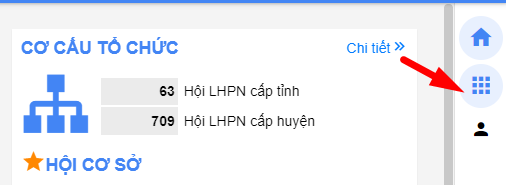 CƠ CẤU TỔ CHỨC
Chi tiết »
63 Hội LHPN cấp tỉnh
709 Hội LHPN cấp huyện
HỘI CƠ SỞ